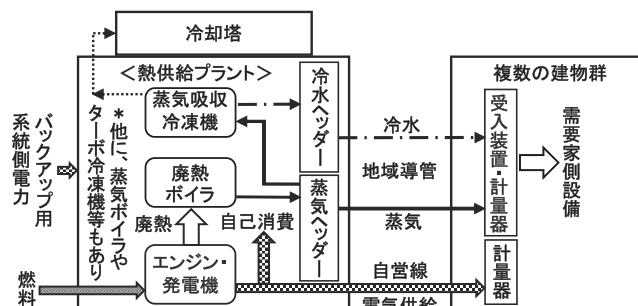 冷却塔
＜熱供給プラント＞
複数の建物群
蒸気吸収
冷凍機
冷水ヘッダー
冷水
受入装置・計量器
需要家側設備
バックアップ用
系統側電力
＊他に、蒸気ボイラや
ターボ冷凍機等もあり
廃熱
ボイラ
地域導管
蒸気ヘッダー
蒸気
廃熱
自己消費
エンジン・
発電機
自営線
計量器
燃料
電気供給